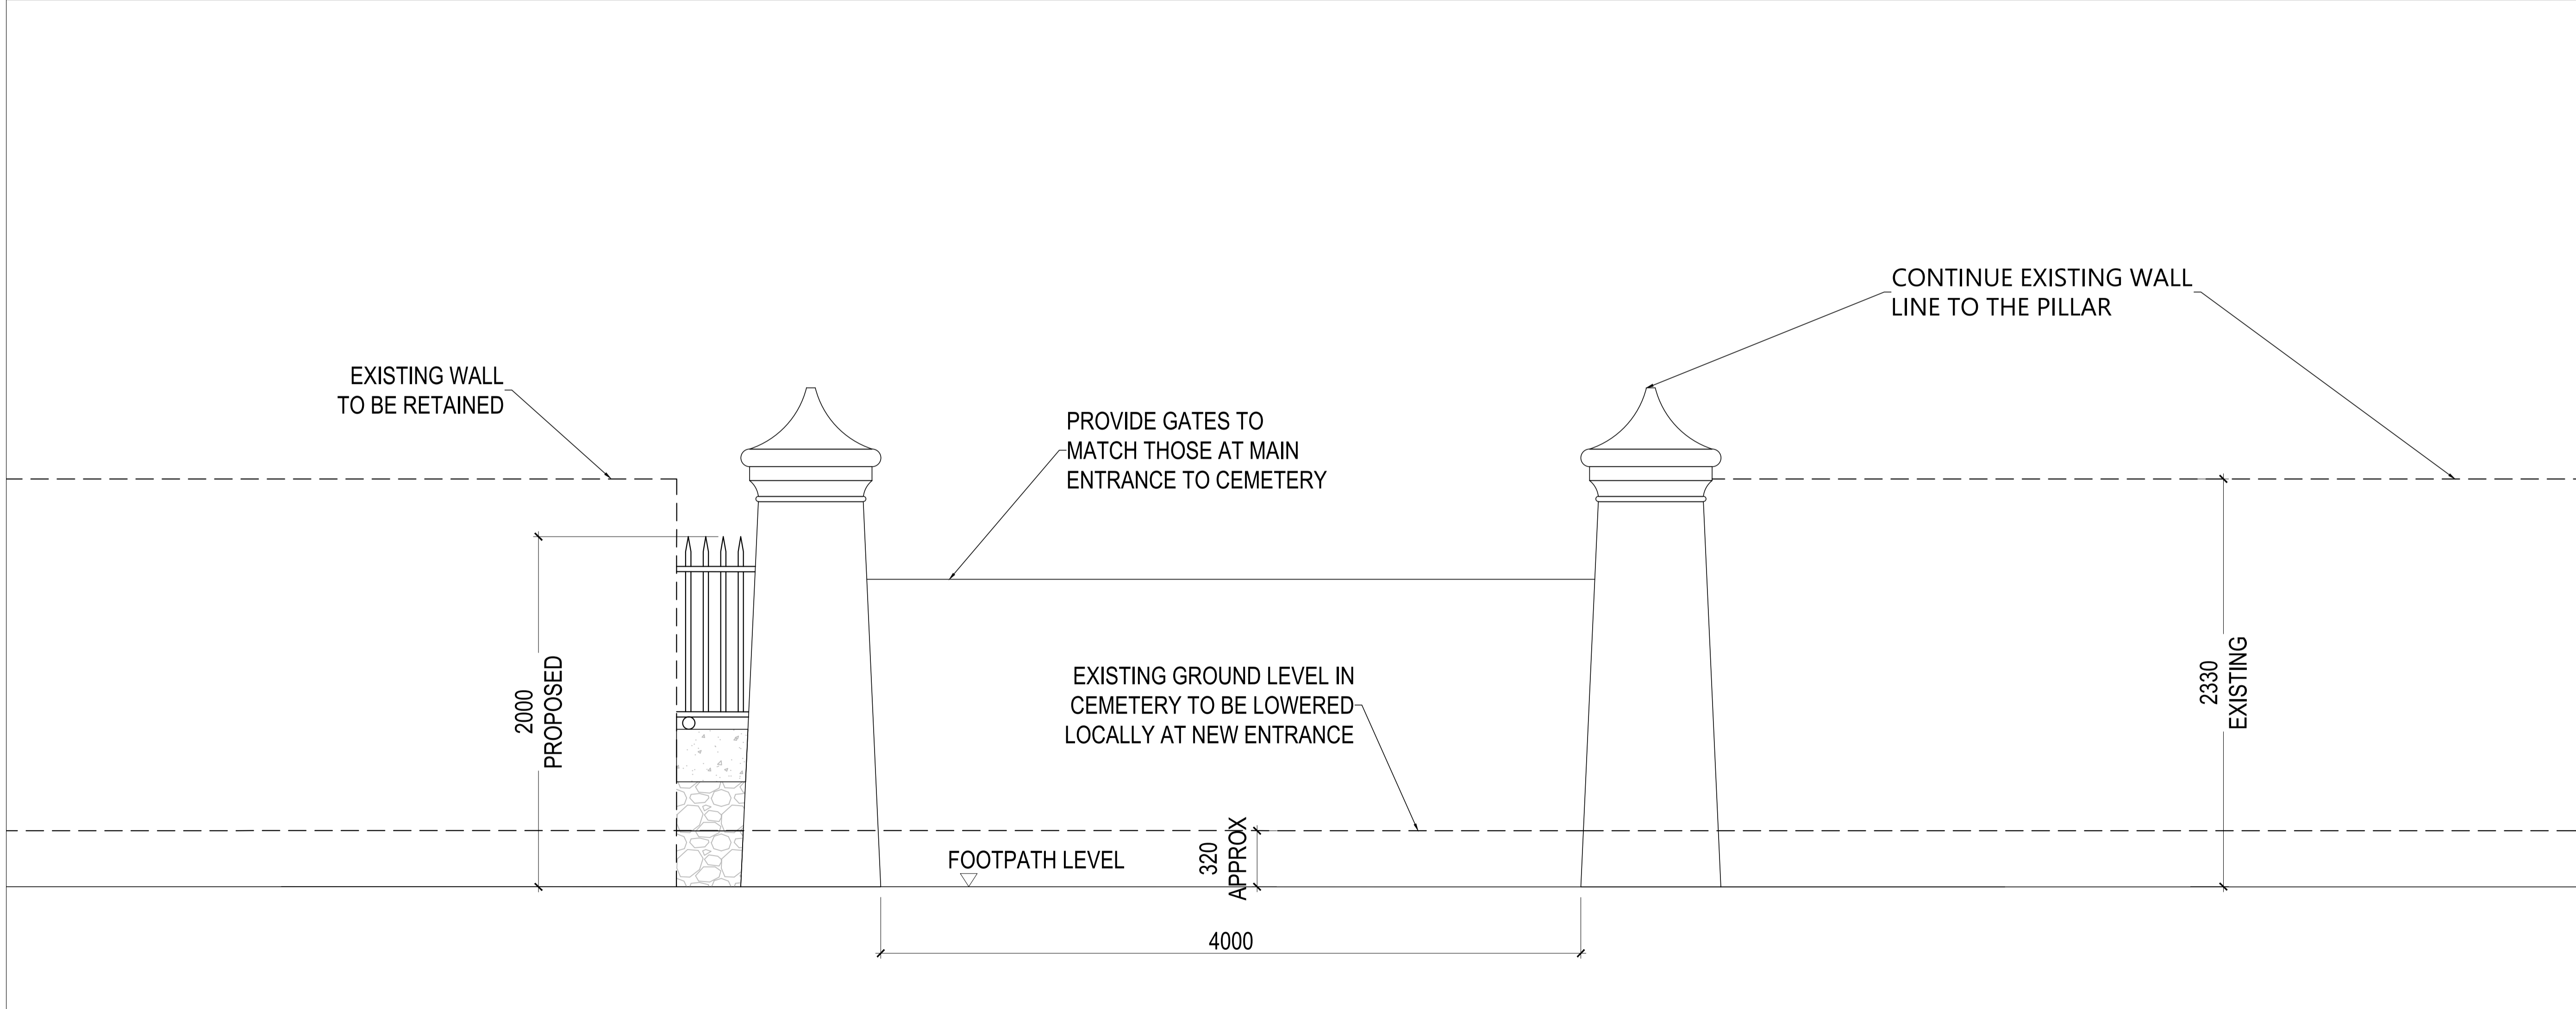 CONTINUE EXISTING WALL
LINE TO THE PILLAR
EXISTING WALL
TO BE RETAINED
PROVIDE GATES TO
MATCH THOSE AT MAIN
ENTRANCE TO CEMETERY
2000
PROPOSED
EXISTING GROUND LEVEL IN
CEMETERY TO BE LOWERED
LOCALLY AT NEW ENTRANCE
2330
EXISTING
FOOTPATH LEVEL
320
APPROX
4000